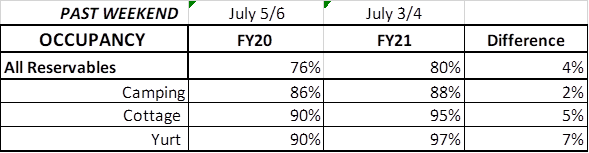 PAST WEEKEND July 5/6 July 3/4
OCCUPANCY FY20 FY21 Difference
All Reservables 76% 80% 4%
Camping 86% 88% 2%
Cottage 90% 95% 5%
Yurt 90% 97% 7%